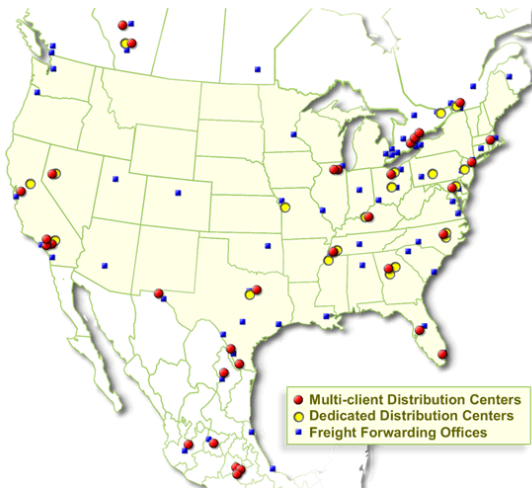 Multi-client Distribution Centers
Dedicated Distribution Centers
Freight Forwarding Offices